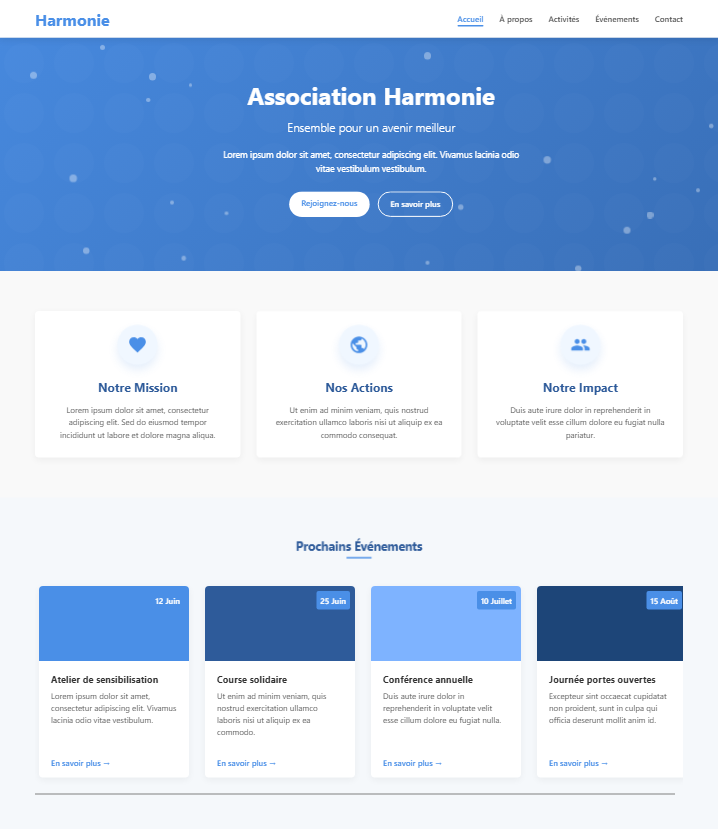 Harmonie
Accueil
À propos
Activités
Événements
Contact
Association Harmonie
Ensemble pour un avenir meilleur
Lorem ipsum dolor sit amet, consectetur adipiscing elit. Vivamus lacinia odio
vitae vestibulum vestibulum.
Rejoignez-nous
En savoir plus
Notre Mission
Lorem ipsum dolor sit amet, consectetur
adipiscing elit. Sed do eiusmod tempor
incididunt ut labore et dolore magna aliqua.
Nos Actions
Ut enim ad minim veniam, quis nostrud
exercitation ullamco laboris nisi ut aliquip ex ea
commodo consequat.
Notre Impact
Duis aute irure dolor in reprehenderit in
voluptate velit esse cillum dolore eu fugiat nulla
pariatur.
Prochains Événements
12 Juin
Atelier de sensibilisation
Lorem ipsum dolor sit amet,
consectetur adipiscing elit. Vivamus
lacinia odio vitae vestibulum.
En savoir plus →
25 Juin
Course solidaire
Ut enim ad minim veniam, quis
nostrud exercitation ullamco
laboris nisi ut aliquip ex ea
commodo.
En savoir plus →
10 Juillet
Conférence annuelle
Duis aute irure dolor in
reprehenderit in voluptate velit
esse cillum dolore eu fugiat nulla.
En savoir plus →
15 Août
Journée portes ouvertes
Excepteur sint occaecat cupidatat
non proident, sunt in culpa qui
officia deserunt mollit anim id.
En savoir plus →